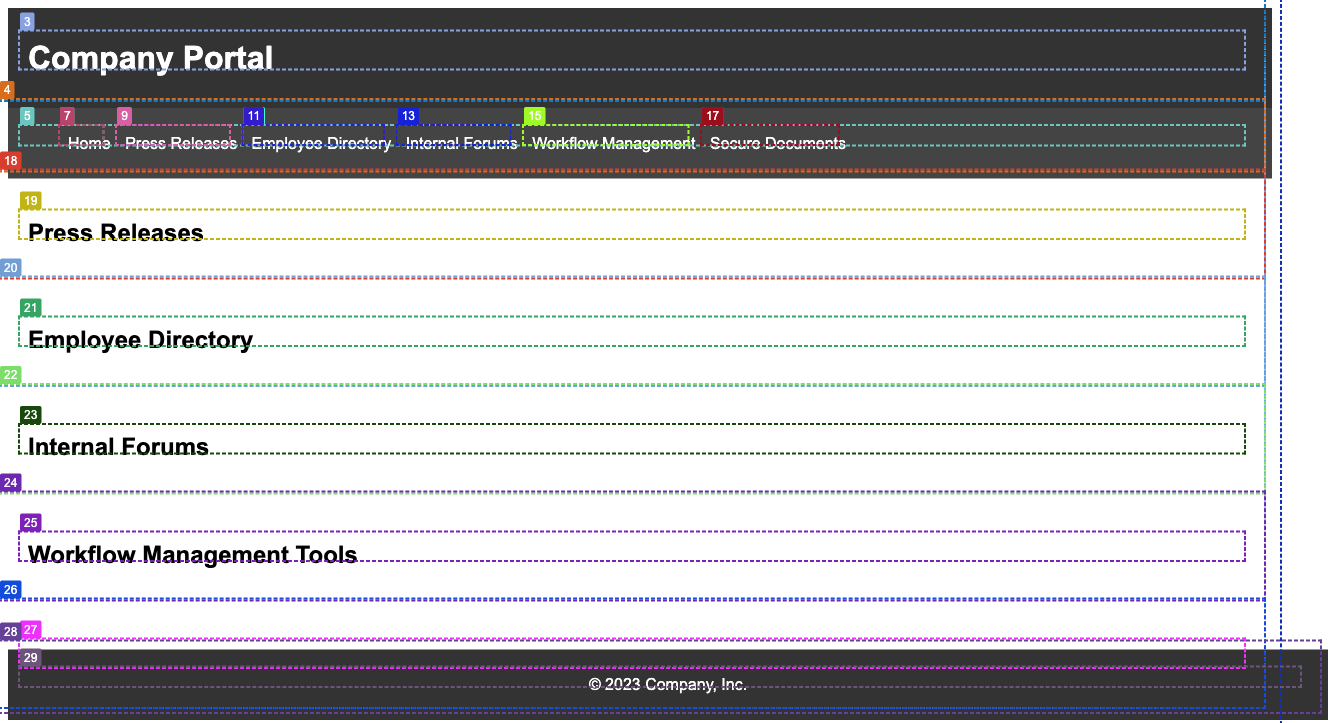 3
Company Portal
4
5 7 9 11 13 15 17
Home Press Releases Employee Directory Internal Forums Workflow Management Secure Documents
18
19
Press Releases
20
21
Employee Directory
22
23
Internal Forums
24
25
Workflow Management Tools
26
28 27
29
© 2023 Company, Inc.